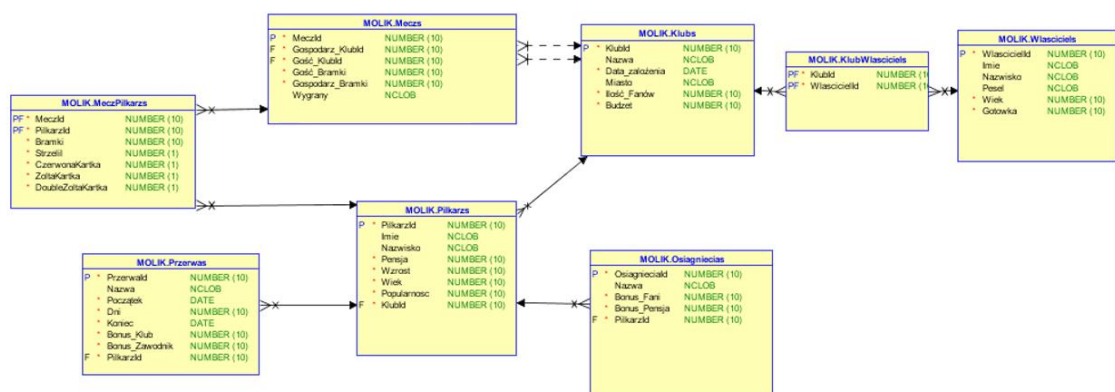 MOLIK.Meczs
P * MeczId NUMBER (10)
F * Gospodarz_KlubId NUMBER (10)
F * Gość_KlubId NUMBER (10)
* Gość_Bramki NUMBER (10)
* Gospodarz_Bramki NUMBER (10)
Wygrany NCLOB
MOLIK.Klubs
P * KlubId NUMBER (10)
Nazwa NCLOB
* Data_założenia DATE
Miasto NCLOB
* Ilość_Fanów NUMBER (10)
* Budzet NUMBER (10)
MOLIK.KlubWlasciciels
PF * KlubId NUMBER (10)
PF * WlascicielId NUMBER (10)
MOLIK.Wlasciciels
P * WlascicielId NUMBER (10)
Imie NCLOB
Nazwisko NCLOB
Pesel NCLOB
* Wiek NUMBER (10)
* Gotowka NUMBER (10)
MOLIK.MeczPilkarzs
PF * MeczId NUMBER (10)
PF * PilkarzId NUMBER (10)
* Bramki NUMBER (10)
* Strzelil NUMBER (1)
* CzerwonaKartka NUMBER (1)
* ZoltaKartka NUMBER (1)
* DoubleZoltaKartka NUMBER (1)
MOLIK.Pilkarzs
P * PilkarzId NUMBER (10)
Imie NCLOB
Nazwisko NCLOB
* Pensja NUMBER (10)
* Wzrost NUMBER (10)
* Wiek NUMBER (10)
* Popularnosc NUMBER (10)
F * KlubId NUMBER (10)
MOLIK.Przerwas
P * PrzerwaId NUMBER (10)
Nazwa NCLOB
* Początek DATE
* Dni NUMBER (10)
* Koniec DATE
* Bonus_Klub NUMBER (10)
* Bonus_Zawodnik NUMBER (10)
F * PilkarzId NUMBER (10)
MOLIK.Osiagniecias
P * OsiagnieciaId NUMBER (10)
Nazwa NCLOB
* Bonus_Fani NUMBER (10)
* Bonus_Pensja NUMBER (10)
F * PilkarzId NUMBER (10)